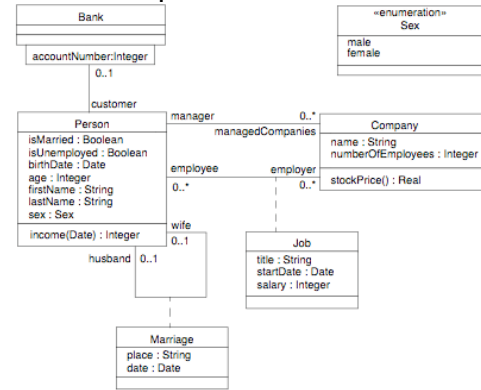 Bank
accountNumber:Integer
0..1
customer
«enumeration»
Sex
male
female
Person
isMarried : Boolean
isUnemployed : Boolean
birthDate : Date
age : Integer
firstName : String
lastName : String
sex : Sex
income(Date) : Integer
manager
0..*
managedCompanies
employee
employer
0..*
0..*
Company
name : String
numberOfEmployees : Integer
stockPrice() : Real
wife
0..1
husband
0..1
Job
title : String
startDate : Date
salary : Integer
Marriage
place : String
date : Date